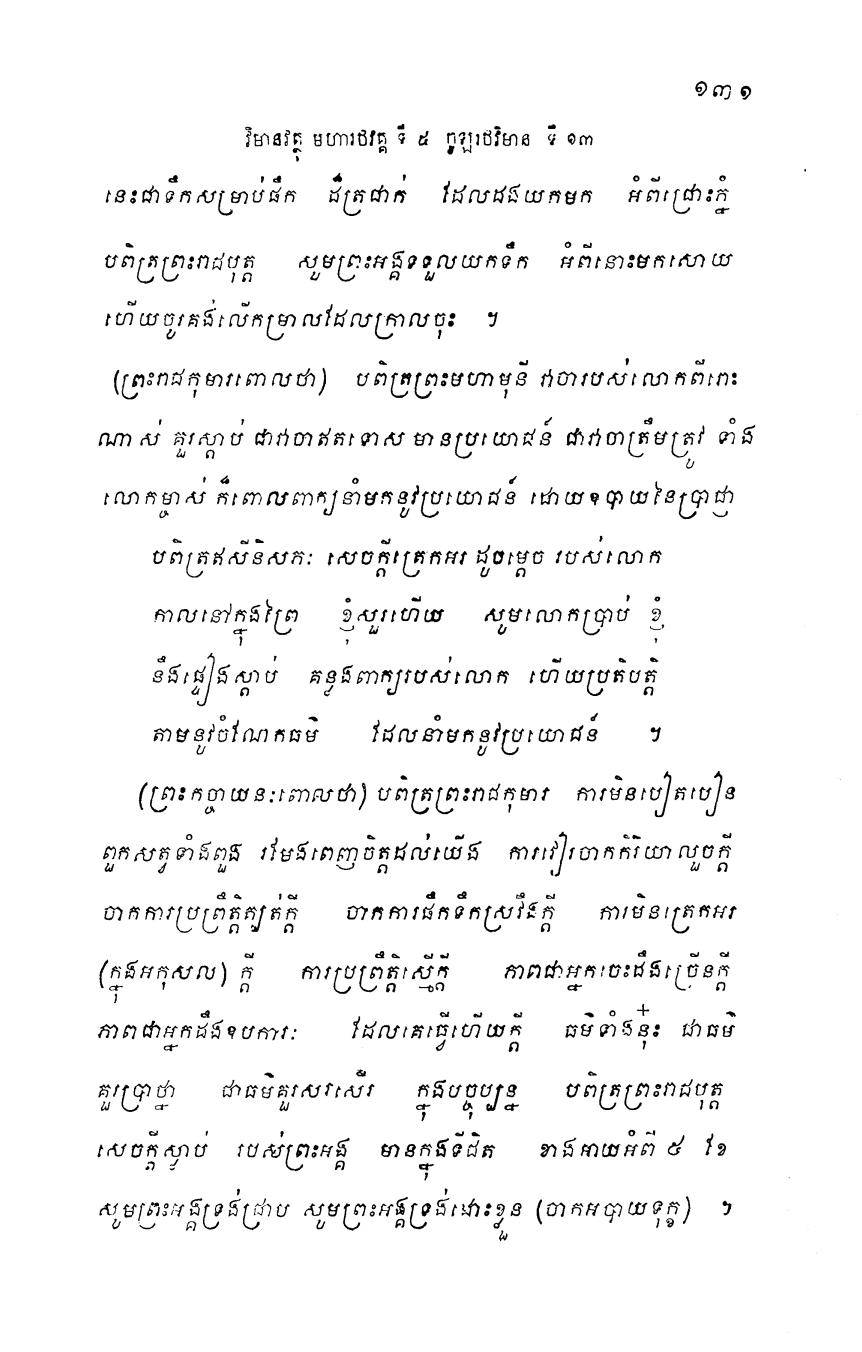 ១៣១
វិមានវត្ថុ មហារថវគ្គ ទី ៥ ចូឡរថវិមាន ទី ១៣
នេះជាទឹកសម្រាប់ផឹក ដ៏ត្រជាក់ ដែលដងយកមក អំពីជ្រោះភ្នំ
បពិត្រព្រះរាជបុត្ត សូមព្រះអង្គទទួលយកទឹក អំពីនោះមកសោយ
ហើយចូរគង់លើកម្រាលដែលក្រាលចុះ ។
(ព្រះរាជកុមារពោលថា) បពិត្រព្រះមហាមុនី វាចារបស់លោកពីរោះ
ណាស់ គួរស្តាប់ ជាវាចាឥតទោស មានប្រយោជន៍ ជាវាចាត្រឹមត្រូវ ទាំង
លោកម្ចាស់ ក៏ពោលពាក្យនាំមកនូវប្រយោជន៍ ដោយឧបាយនៃប្រាជ្ញា
បពិត្រឥសីនិសភៈ សេចក្តីត្រេកអរ ដូចម្តេច របស់លោក
កាលនៅក្នុងព្រៃ ខ្ញុំសួរហើយ សូមលោកប្រាប់ ខ្ញុំ
នឹងផ្ទៀងស្តាប់ គន្លងពាក្យរបស់លោក ហើយប្រតិបត្តិ
តាមនូវចំណែកធម៌ ដែលនាំមកនូវប្រយោជន៍ ។
(ព្រះកច្ចាយនៈពោលថា) បពិត្រព្រះរាជកុមារ ការមិនបៀតបៀន
ពួកសត្វទាំងពួង រមែងពេញចិត្តដល់យើង ការវៀរចាកកិរិយាលួចក្តី
ចាកការប្រព្រឹត្តិក្បត់ក្តី ចាកការផឹកទឹកស្រវឹងក្តី ការមិនត្រេកអរ
(ក្នុងអកុសល) ក្តី ការប្រព្រឹត្តិស្មើក្តី ភាពជាអ្នកចេះដឹងច្រើនក្តី
ភាពជាអ្នកដឹងឧបការៈ ដែលគេធ្វើហើយក្តី ធម៌ទាំងនុ៎ះ ជាធម៌
គួរប្រាថ្នា ជាធម៌គួរសរសើរ ក្នុងបច្ចុប្បន្ន បពិត្រព្រះរាជបុត្ត
សេចក្តីស្លាប់ របស់ព្រះអង្គ មានក្នុងទីជិត ខាងអាយអំពី ៥ ខែ
សូមព្រះអង្គទ្រង់ជ្រាប សូមព្រះអង្គទ្រង់ដោះខ្លួន (ចាកអបាយទុក្ខ) ។